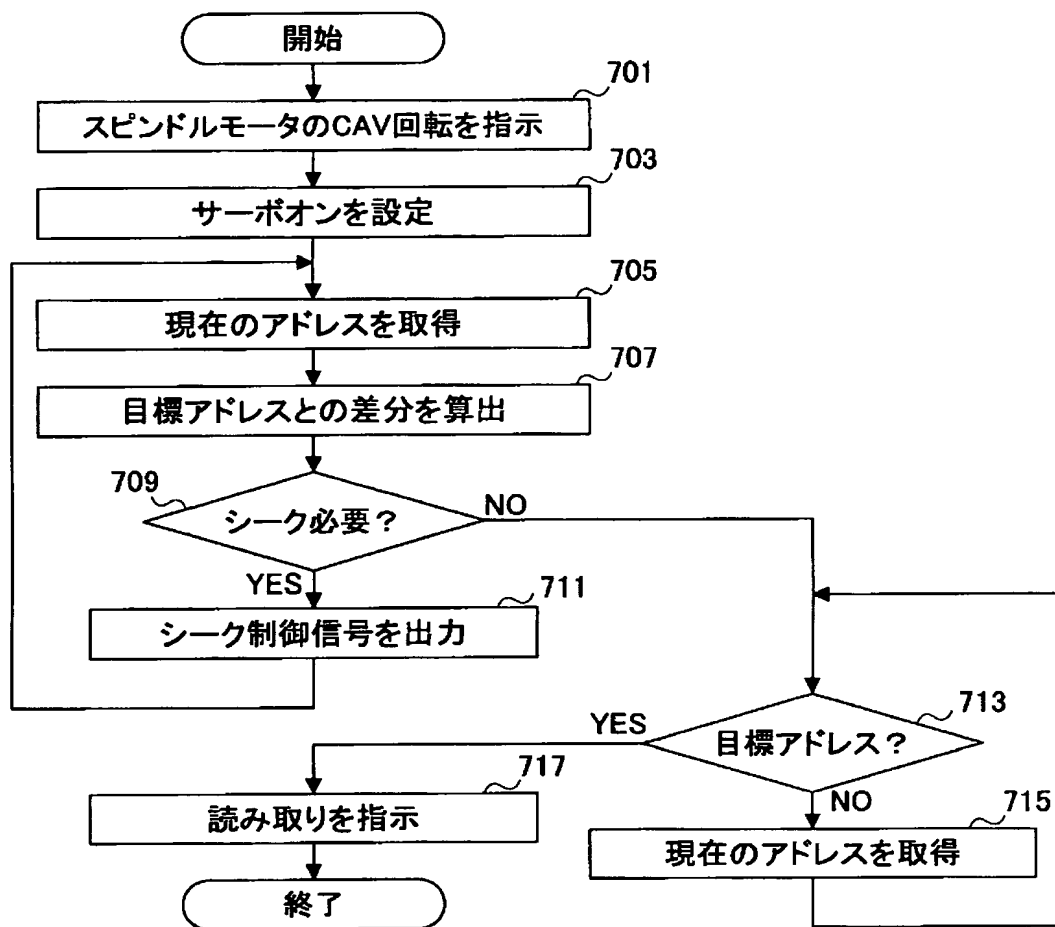 開始
701
スピンドルモータのCAV回転を指示
703
サーボオンを設定
705
現在のアドレスを取得
707
目標アドレスとの差分を算出
709
シーク必要？
NO
YES
711
シーク制御信号を出力
713
目標アドレス？
YES
NO
715
現在のアドレスを取得
717
読み取りを指示
終了